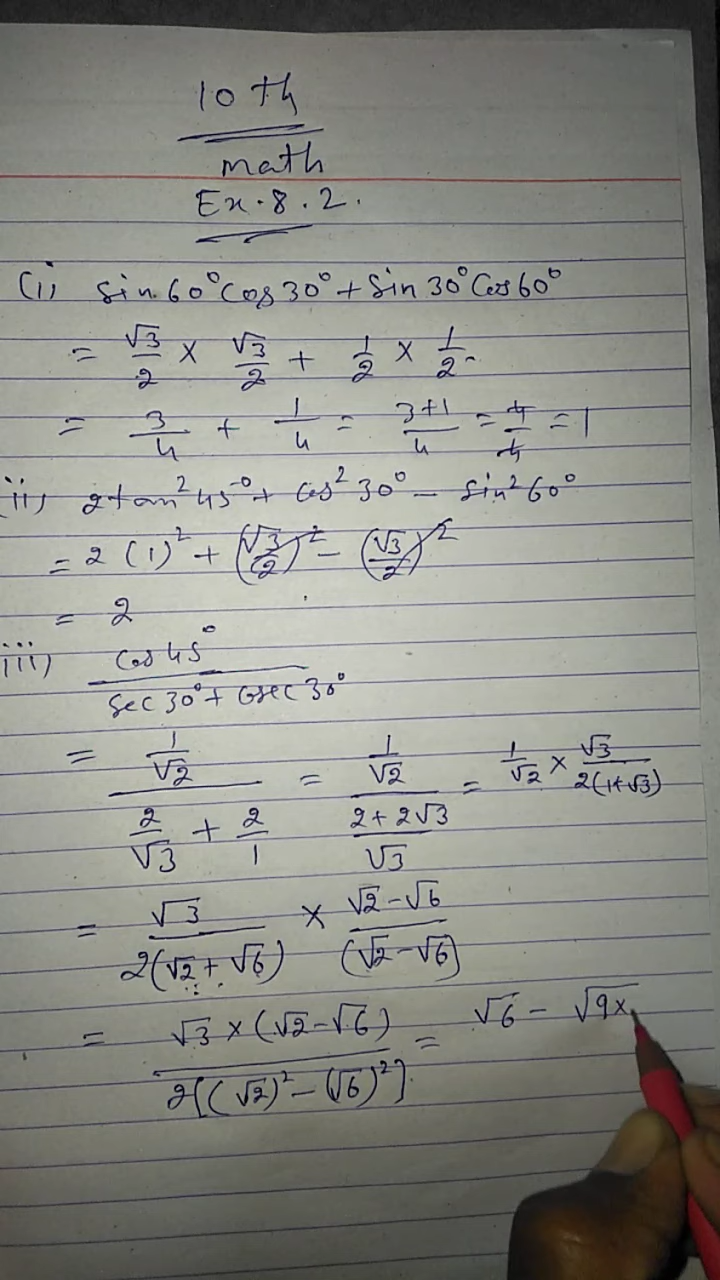 10 th
math
Ex. 8.2.
(i) Sin 60° Cos 30° + Sin 30° Cos 60°
= √3/2 × √3/2 + 1/2 × 1/2
= 3/4 + 1/4 = 3+1/4 = 4/4 = 1
(ii) 2 tan² 45° + cos² 30° - Sin² 60°
= 2 (1)² + (√3/2)² - (√3/2)²
= 2
iii) Cos 45° / Sec 30° + Cosec 30°
= 1/√2 / 2/√3 + 2/1 = 1/√2 / 2+2√3/√3 = 1/√2 × √3/2(1+√3)
= √3/2(√2+√6) × √2-√6/(√2-√6)
= √3×(√2-√6)/2[(√2)²-(√6)²] = √6 - √9×